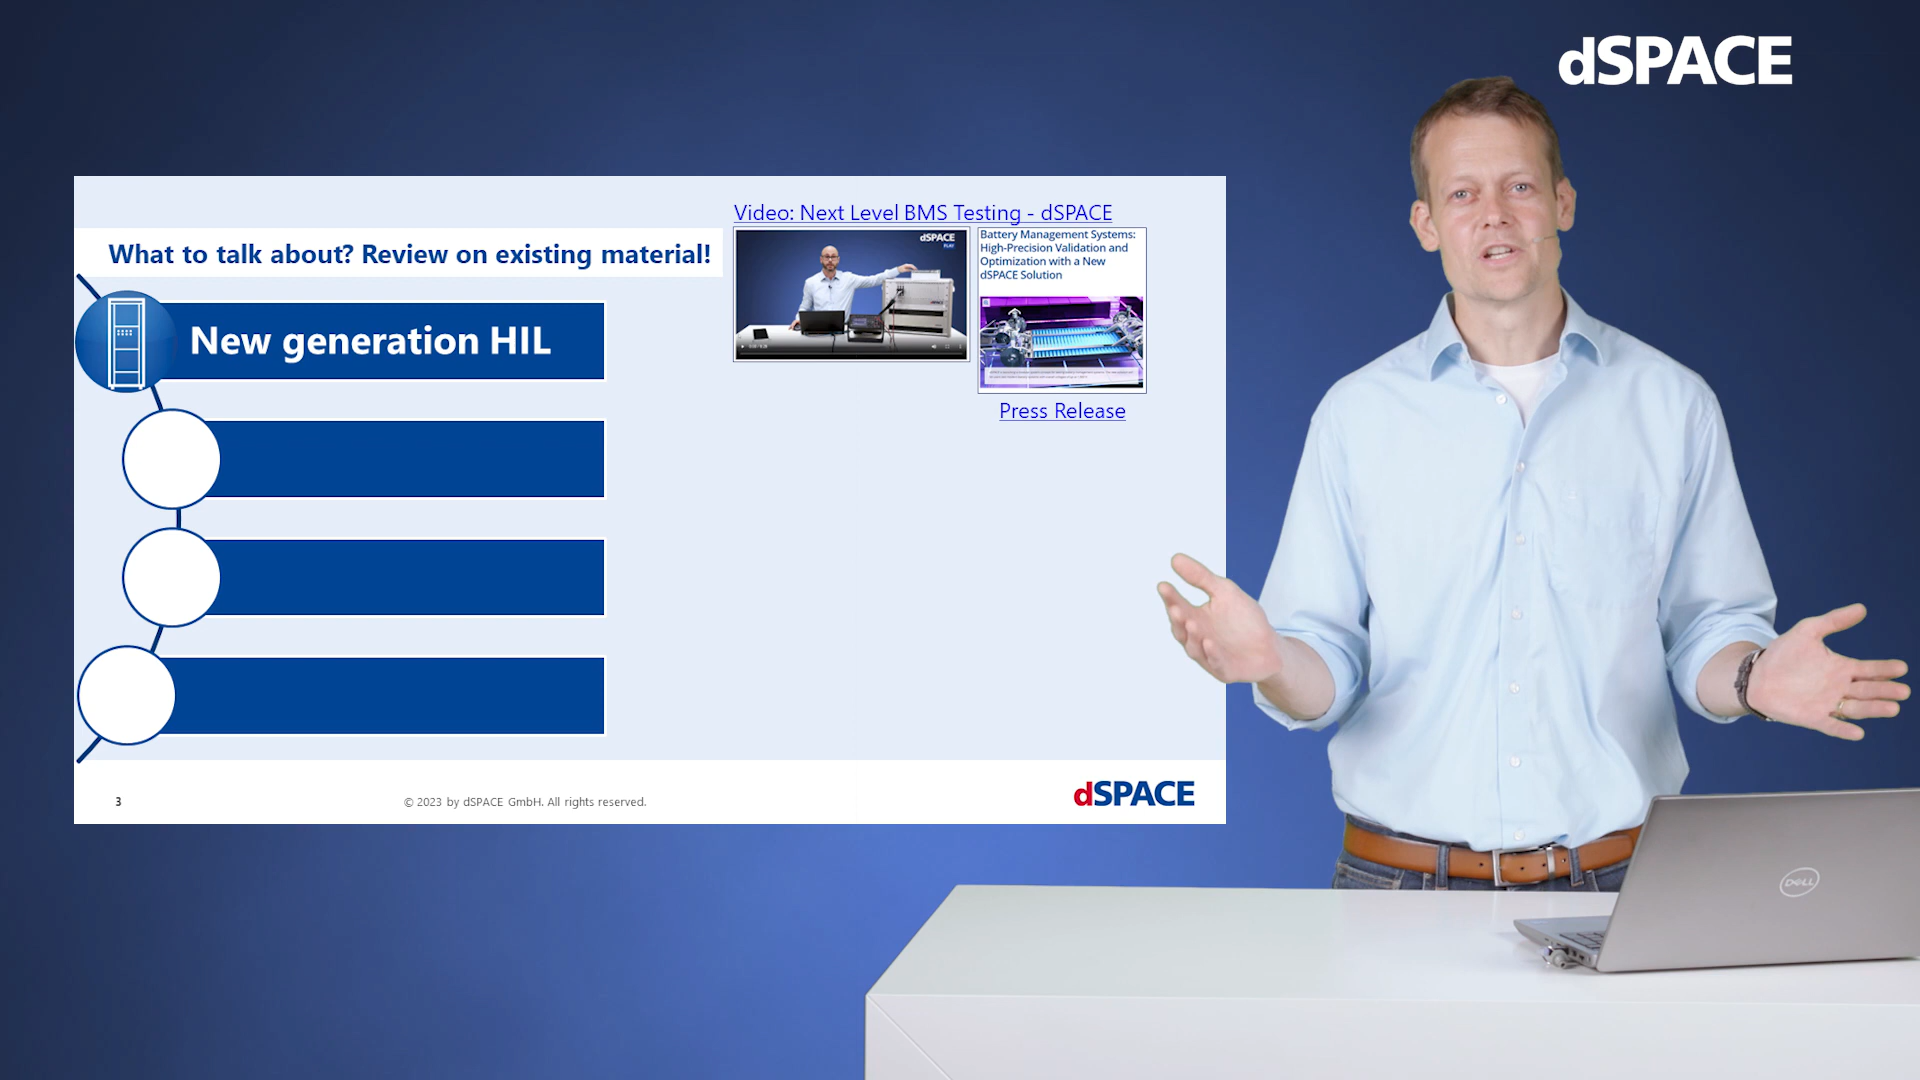 dSPACE
Video: Next Level BMS Testing - dSPACE
What to talk about? Review on existing material!
dSPACE
Battery Management Systems:
High-Precision Validation and
Optimization with a New
dSPACE Solution
New generation HIL
Press Release
3
© 2023 by dSPACE GmbH. All rights reserved.
dSPACE
DELL